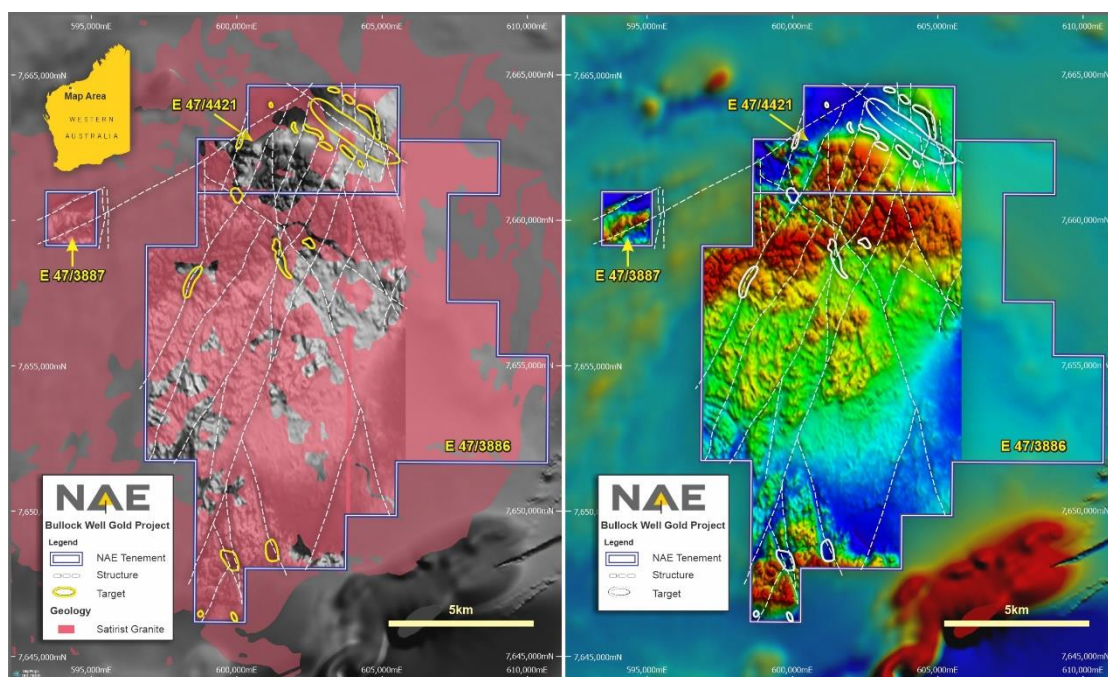 595,000mE
600,000mE
605,000mE
610,000mE
7,665,000mN
Map Area
WESTERN
AUSTRALIA
E 47/4421
7,660,000mN
E 47/3887
7,655,000mN
E 47/3886
NAE
Bullock Well Gold Project
Legend
NAE Tenement
Structure
Target
Geology
Satirist Granite
7,650,000mN
5km
7,645,000mN
595,000mE
600,000mE
605,000mE
610,000mE
595,000mE
600,000mE
605,000mE
610,000mE
7,665,000mN
E 47/4421
7,660,000mN
E 47/3887
7,655,000mN
E 47/3886
7,650,000mN
NAE
Bullock Well Gold Project
Legend
NAE Tenement
Structure
Target
5km
7,645,000mN
595,000mE
600,000mE
605,000mE
610,000mE